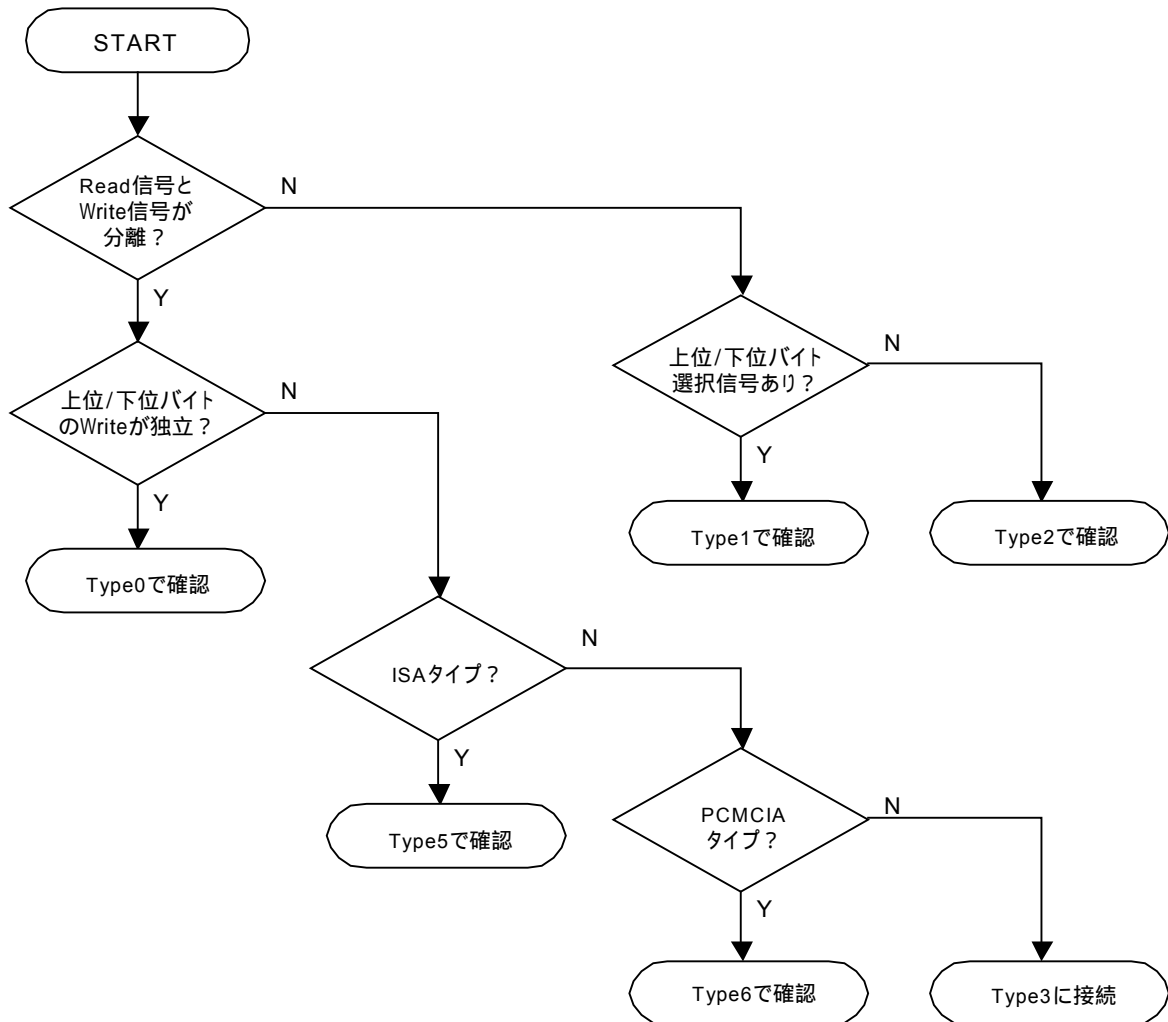 START
Read信号と
Write信号が
分離？
N
Y
上位/下位バイト
選択信号あり？
N
Y
上位/下位バイト
のWriteが独立？
N
Y
Type1で確認
Type2で確認
Type0で確認
ISAタイプ？
N
Y
PCMCIA
タイプ？
N
Y
Type5で確認
Type6で確認
Type3に接続